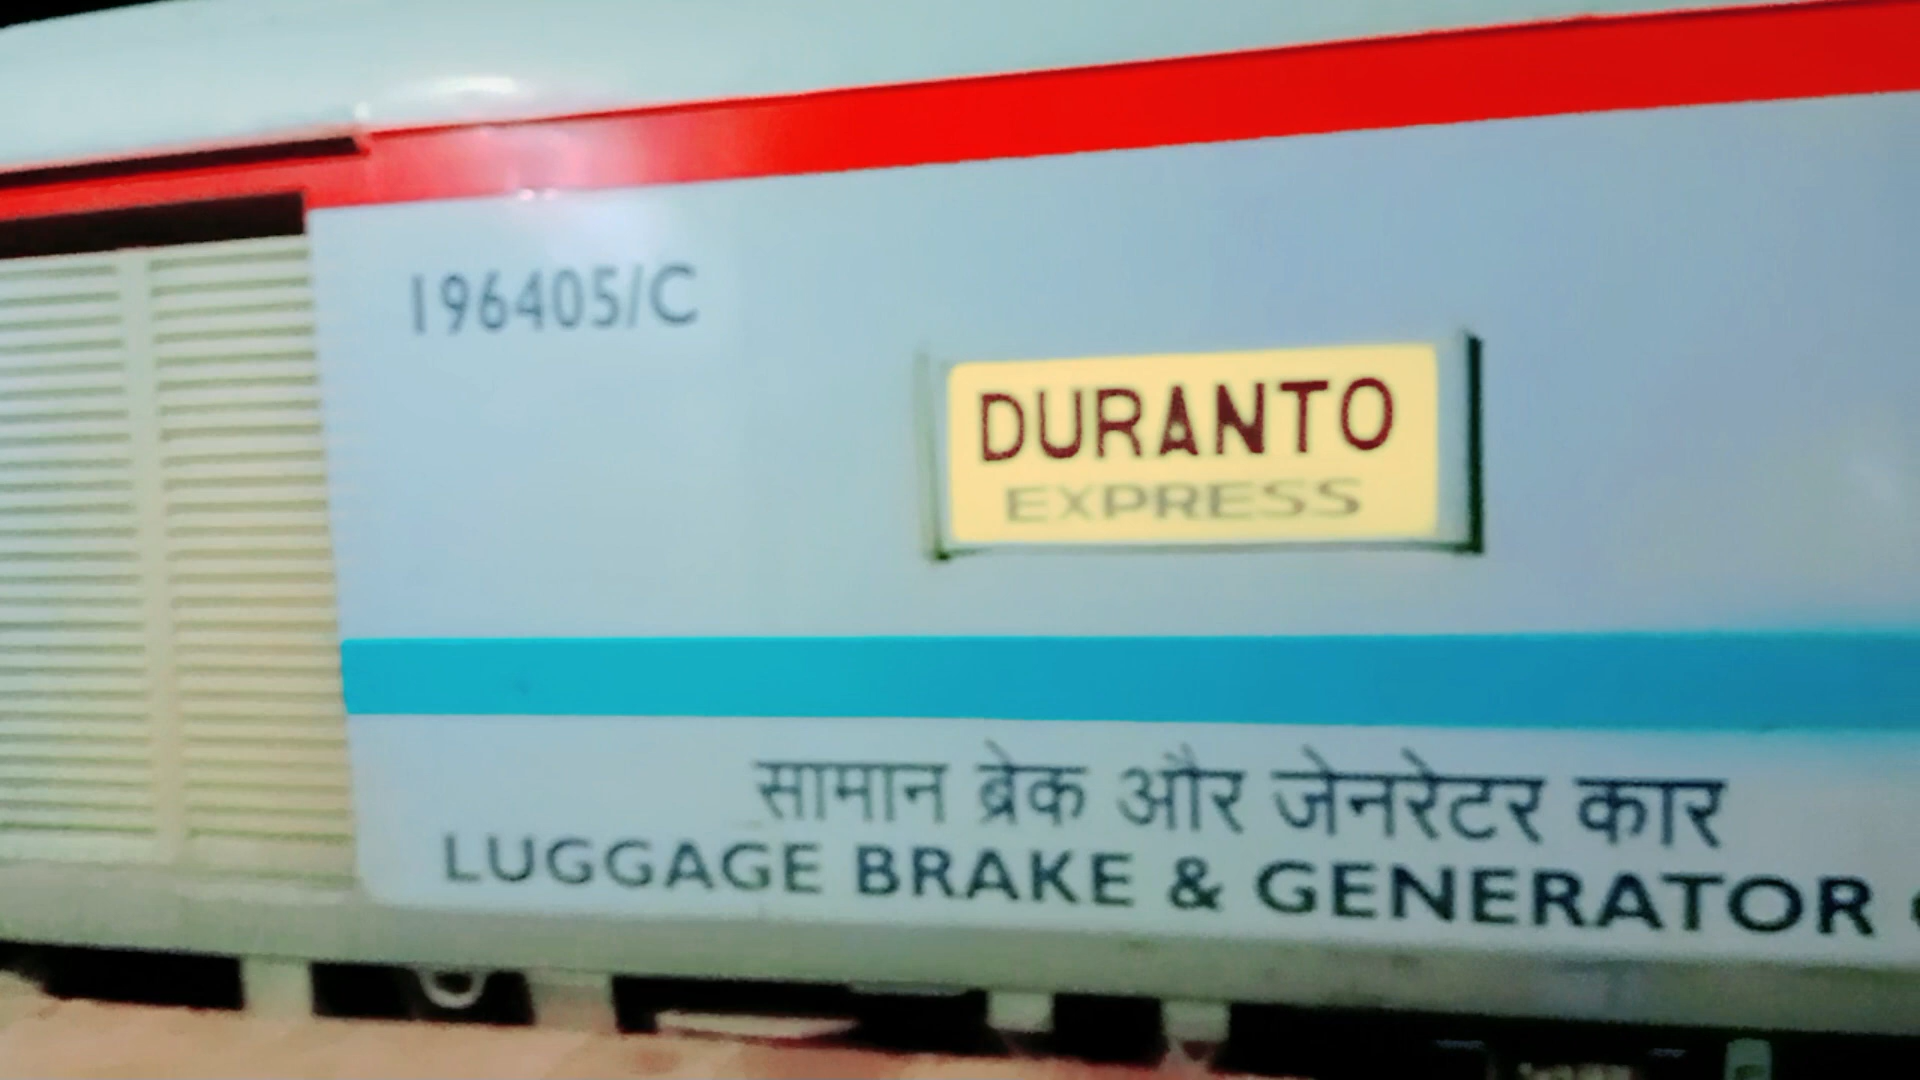 196405/C
DURANTO
EXPRESS
सामान ब्रेक और जेनरेटर कार
LUGGAGE BRAKE & GENERATOR